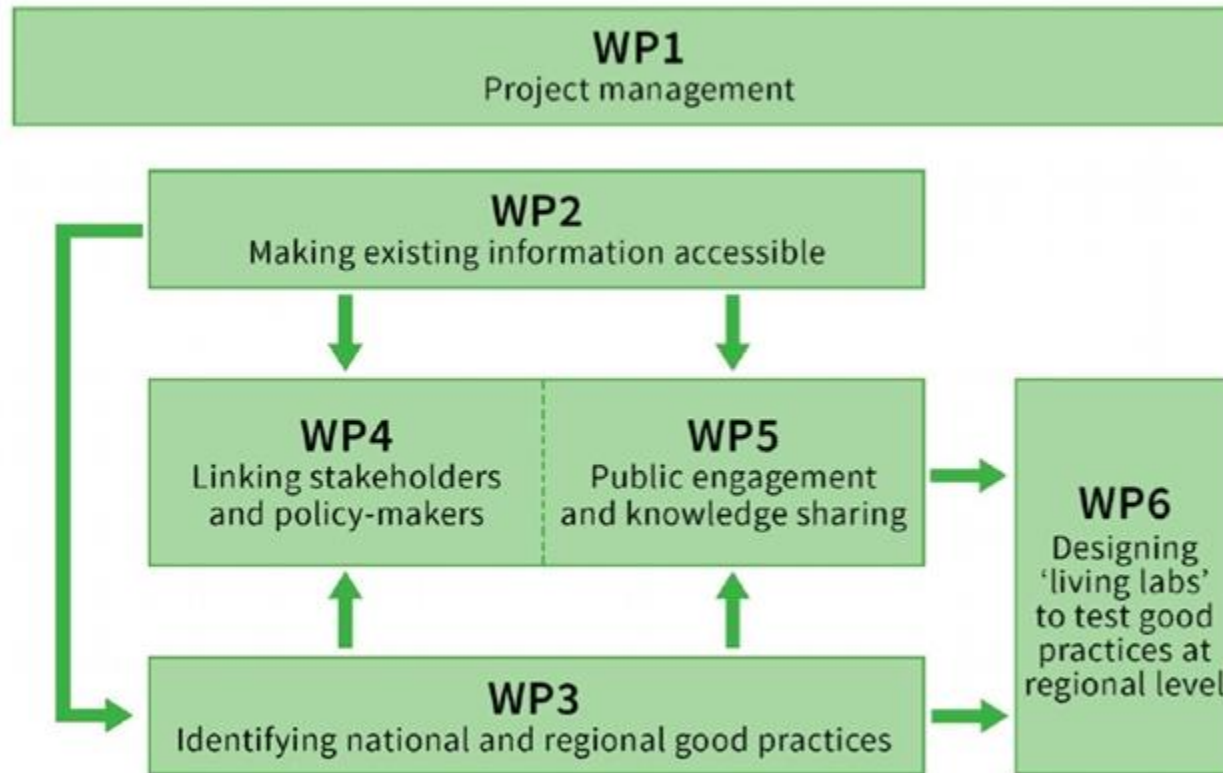 WP1
Project management
WP2
Making existing information accessible
WP4
Linking stakeholders
and policy-makers
WP5
Public engagement
and knowledge sharing
WP6
Designing
‘living labs’
to test good
practices at
regional level
WP3
Identifying national and regional good practices